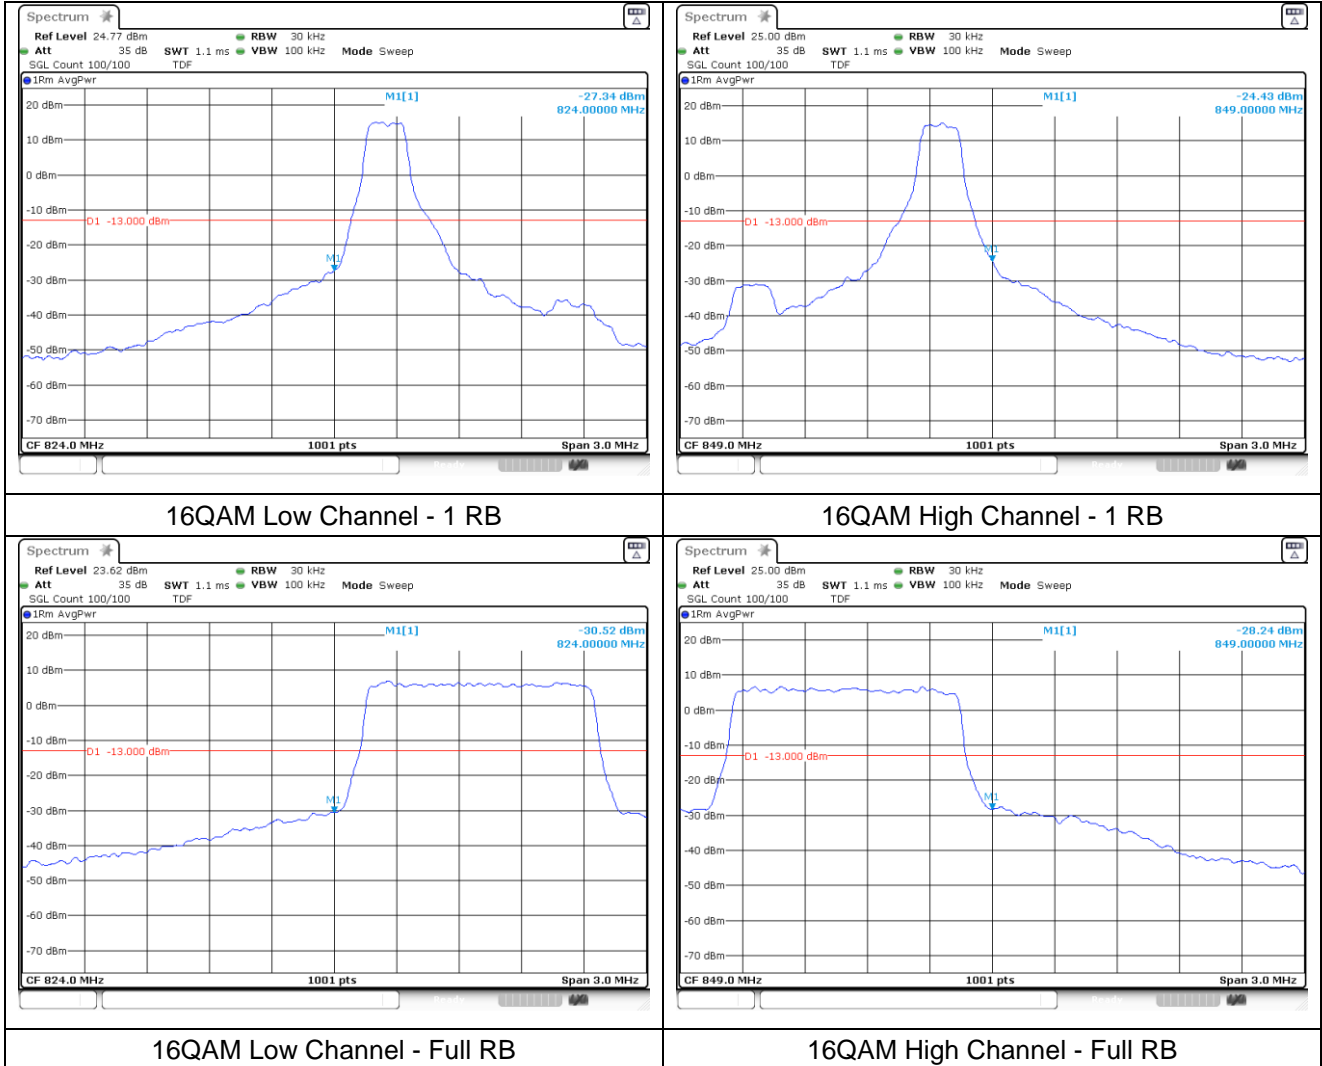 Spectrum
Ref Level 24.77 dBm RBW 30 kHz
Att 35 dB SWT 1.1 ms VBW 100 kHz Mode Sweep
SGL Count 100/100 TDF
1Rm AvgPwr
M1[1] -27.34 dBm
824.00000 MHz
20 dBm
10 dBm
0 dBm
-10 dBm
D1 -13.000 dBm
-20 dBm
M1
-30 dBm
-40 dBm
-50 dBm
-60 dBm
-70 dBm
CF 824.0 MHz 1001 pts Span 3.0 MHz
16QAM Low Channel - 1 RB
Spectrum
Ref Level 25.00 dBm RBW 30 kHz
Att 35 dB SWT 1.1 ms VBW 100 kHz Mode Sweep
SGL Count 100/100 TDF
1Rm AvgPwr
M1[1] -24.43 dBm
849.00000 MHz
20 dBm
10 dBm
0 dBm
-10 dBm
D1 -13.000 dBm
-20 dBm
M1
-30 dBm
-40 dBm
-50 dBm
-60 dBm
-70 dBm
CF 849.0 MHz 1001 pts Span 3.0 MHz
16QAM High Channel - 1 RB
Spectrum
Ref Level 23.62 dBm RBW 30 kHz
Att 35 dB SWT 1.1 ms VBW 100 kHz Mode Sweep
SGL Count 100/100 TDF
1Rm AvgPwr
M1[1] -30.52 dBm
824.00000 MHz
20 dBm
10 dBm
0 dBm
-10 dBm
D1 -13.000 dBm
-20 dBm
M1
-30 dBm
-40 dBm
-50 dBm
-60 dBm
-70 dBm
CF 824.0 MHz 1001 pts Span 3.0 MHz
16QAM Low Channel - Full RB
Spectrum
Ref Level 25.00 dBm RBW 30 kHz
Att 35 dB SWT 1.1 ms VBW 100 kHz Mode Sweep
SGL Count 100/100 TDF
1Rm AvgPwr
M1[1] -28.24 dBm
849.00000 MHz
20 dBm
10 dBm
0 dBm
-10 dBm
D1 -13.000 dBm
-20 dBm
M1
-30 dBm
-40 dBm
-50 dBm
-60 dBm
-70 dBm
CF 849.0 MHz 1001 pts Span 3.0 MHz
16QAM High Channel - Full RB